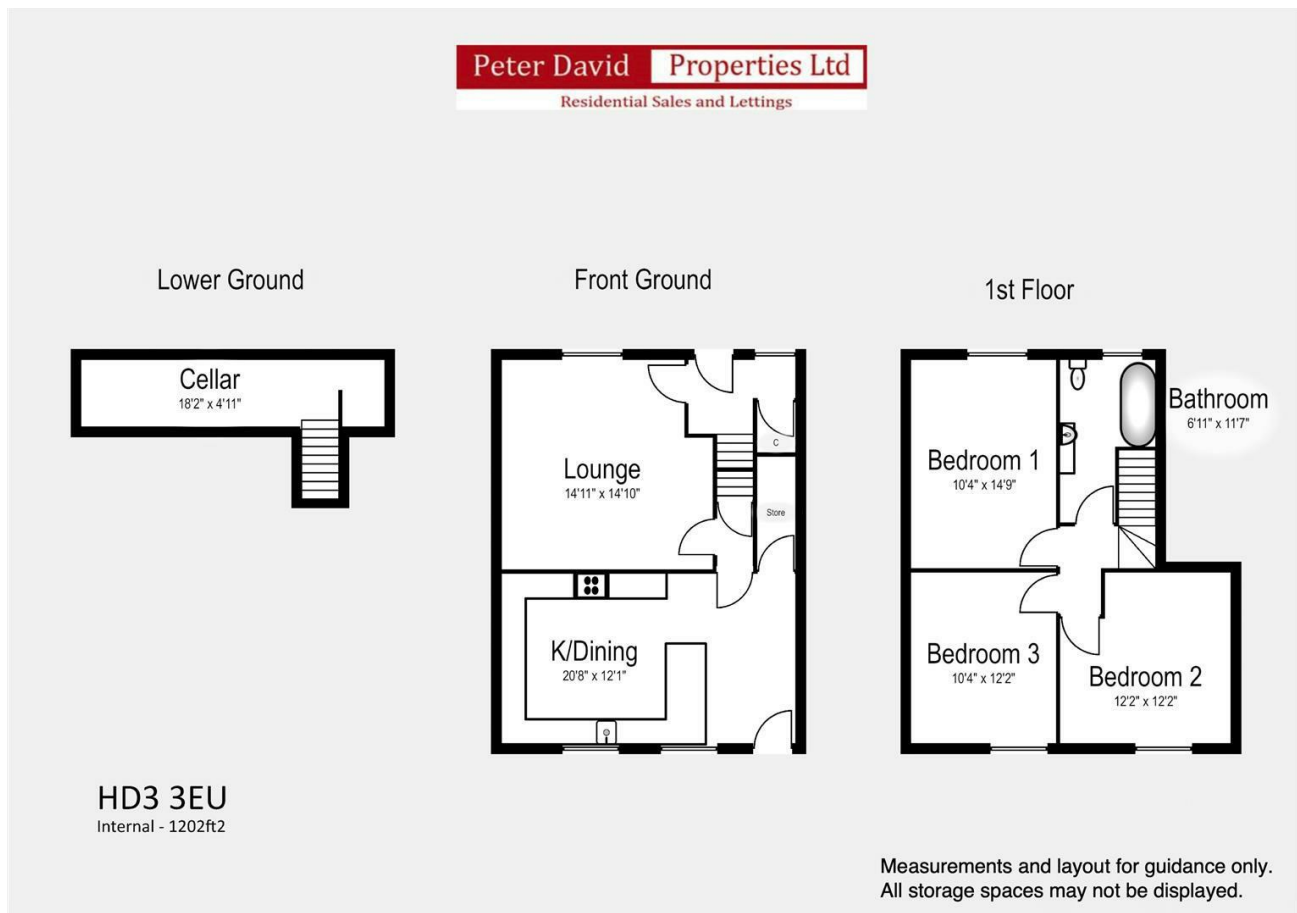 Peter David Properties Ltd
Residential Sales and Lettings
Lower Ground
Front Ground
1st Floor
Cellar
18'2" x 4'11"
Lounge
14'11" x 14'10"
C
Store
K/Dining
20'8" x 12'1"
Bathroom
6'11" x 11'7"
Bedroom 1
10'4" x 14'9"
Bedroom 3
10'4" x 12'2"
Bedroom 2
12'2" x 12'2"
HD3 3EU
Internal - 1202ft2
Measurements and layout for guidance only.
All storage spaces may not be displayed.